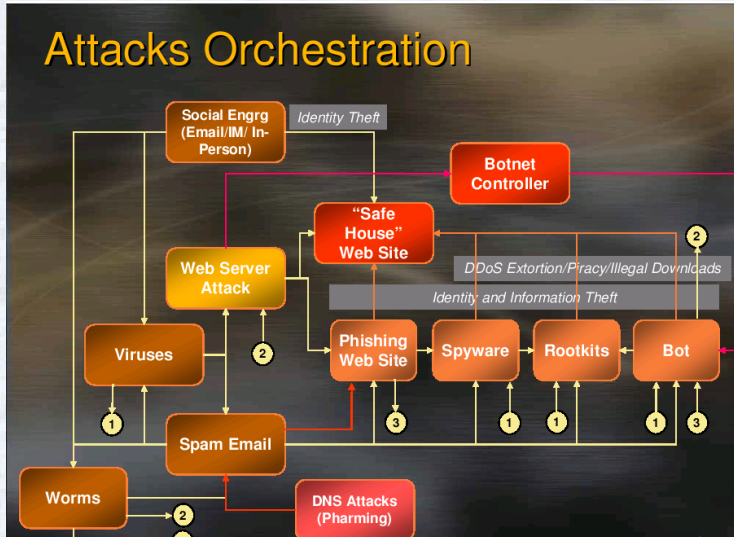 Attacks Orchestration
Social Engrg
(Email/IM/ In-
Person)
Identity Theft
Botnet
Controller
“Safe
House”
Web Site
2
Web Server
Attack
DDoS Extortion/Piracy/Illegal Downloads
Identity and Information Theft
Viruses
2
Phishing
Web Site
Spyware
Rootkits
Bot
1
3
1
1
1
3
Spam Email
Worms
2
DNS Attacks
(Pharming)